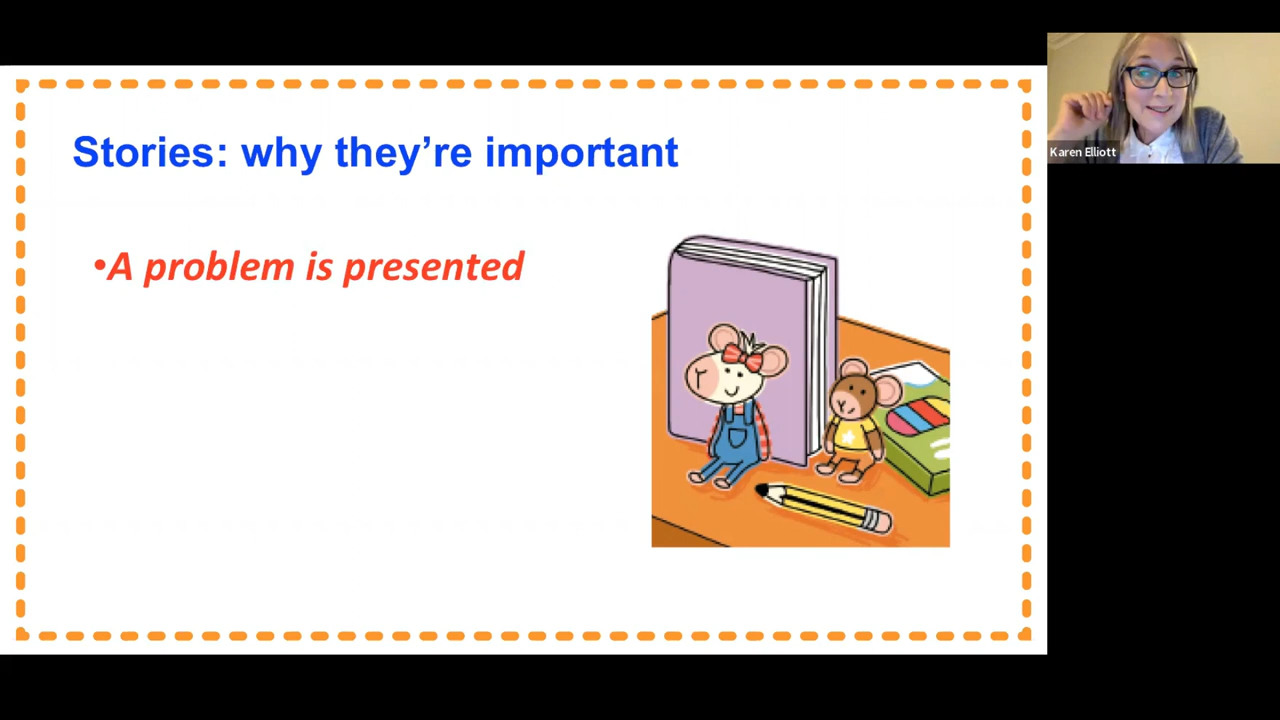 Stories: why they're important
•A problem is presented
Karen Elliott